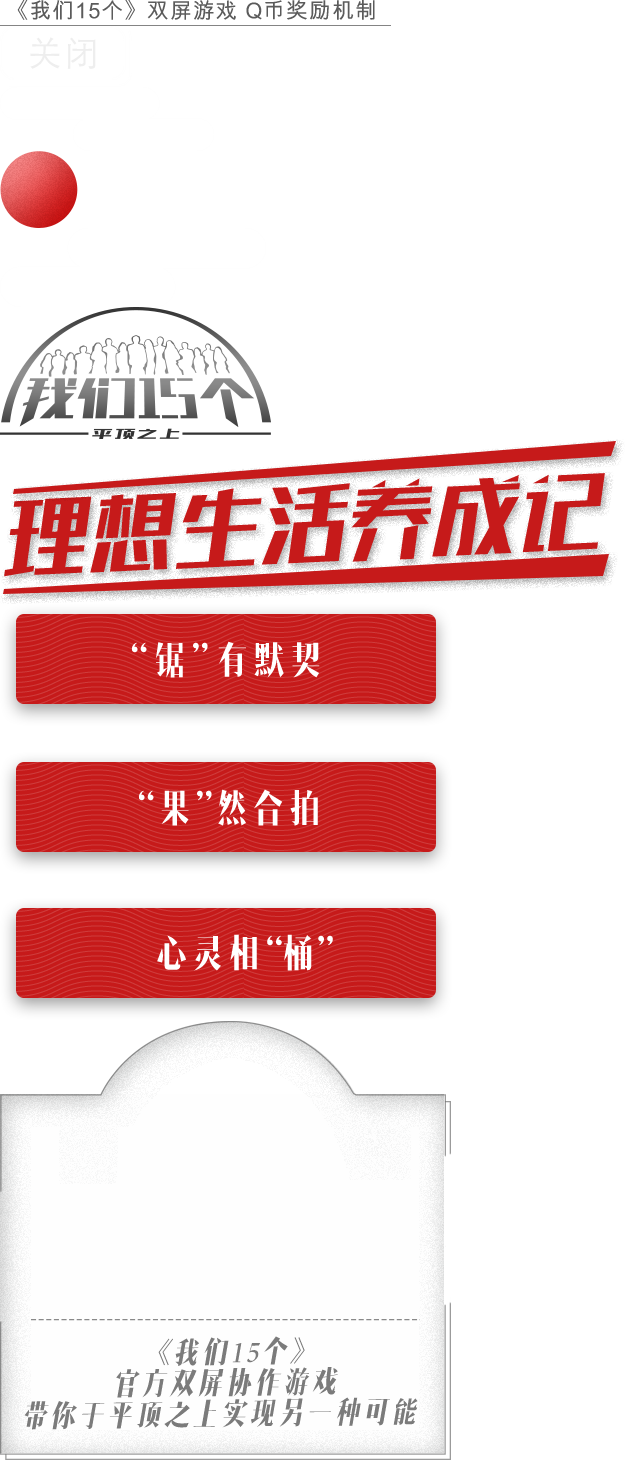 《我们15个》双屏游戏 Q币奖励机制
关闭
我们15个
平顶之上
理想生活养成记
“锯”有默契
“果”然合拍
心灵相“桶”
《我们15个》
官方双屏协作游戏
带你于平顶之上实现另一种可能